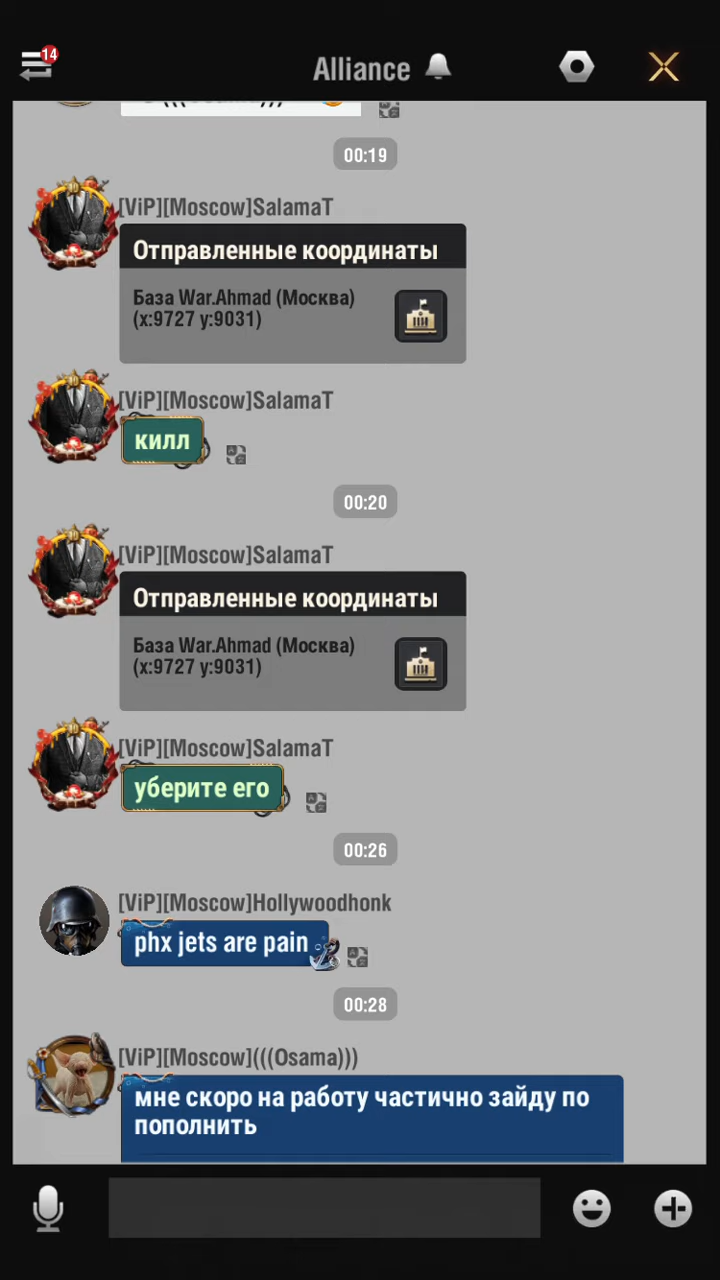 14
Alliance
00:19
[ViP][Moscow]SalamaT
Отправленные координаты
База War.Ahmad (Москва)
(x:9727 y:9031)
[ViP][Moscow]SalamaT
килл
00:20
[ViP][Moscow]SalamaT
Отправленные координаты
База War.Ahmad (Москва)
(x:9727 y:9031)
[ViP][Moscow]SalamaT
уберите его
00:26
[ViP][Moscow]Hollywoodhonk
phx jets are pain
00:28
[ViP][Moscow](((Osama)))
мне скоро на работу частично зайду по
пополнить